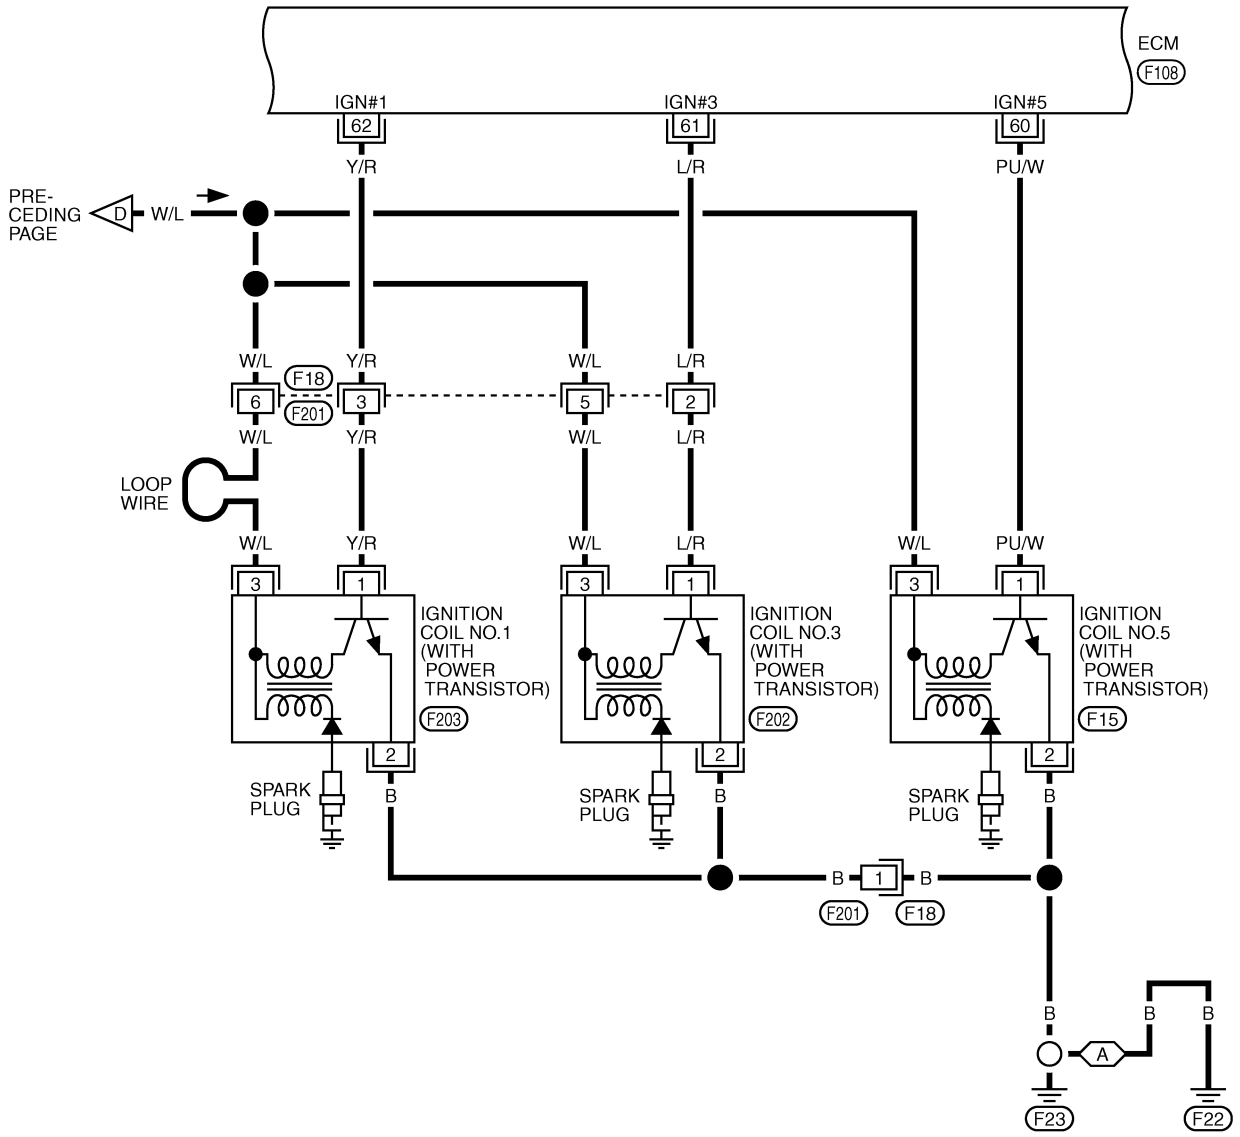 ECM
F108
IGN#1 IGN#3 IGN#5
62 61 60
Y/R L/R PU/W
PRE-
CEDING
PAGE
D W/L
W/L Y/R W/L L/R
F18
6 3 5 2
F201
W/L Y/R W/L L/R
LOOP
WIRE
W/L Y/R W/L L/R W/L PU/W
3 1 3 1 3 1
IGNITION
COIL NO.1
(WITH
POWER
TRANSISTOR)
F203
IGNITION
COIL NO.3
(WITH
POWER
TRANSISTOR)
F202
IGNITION
COIL NO.5
(WITH
POWER
TRANSISTOR)
F15
2 2 2
SPARK
PLUG
B
SPARK
PLUG
B
SPARK
PLUG
B
B 1 B
F201 F18
B B B
A
F23 F22